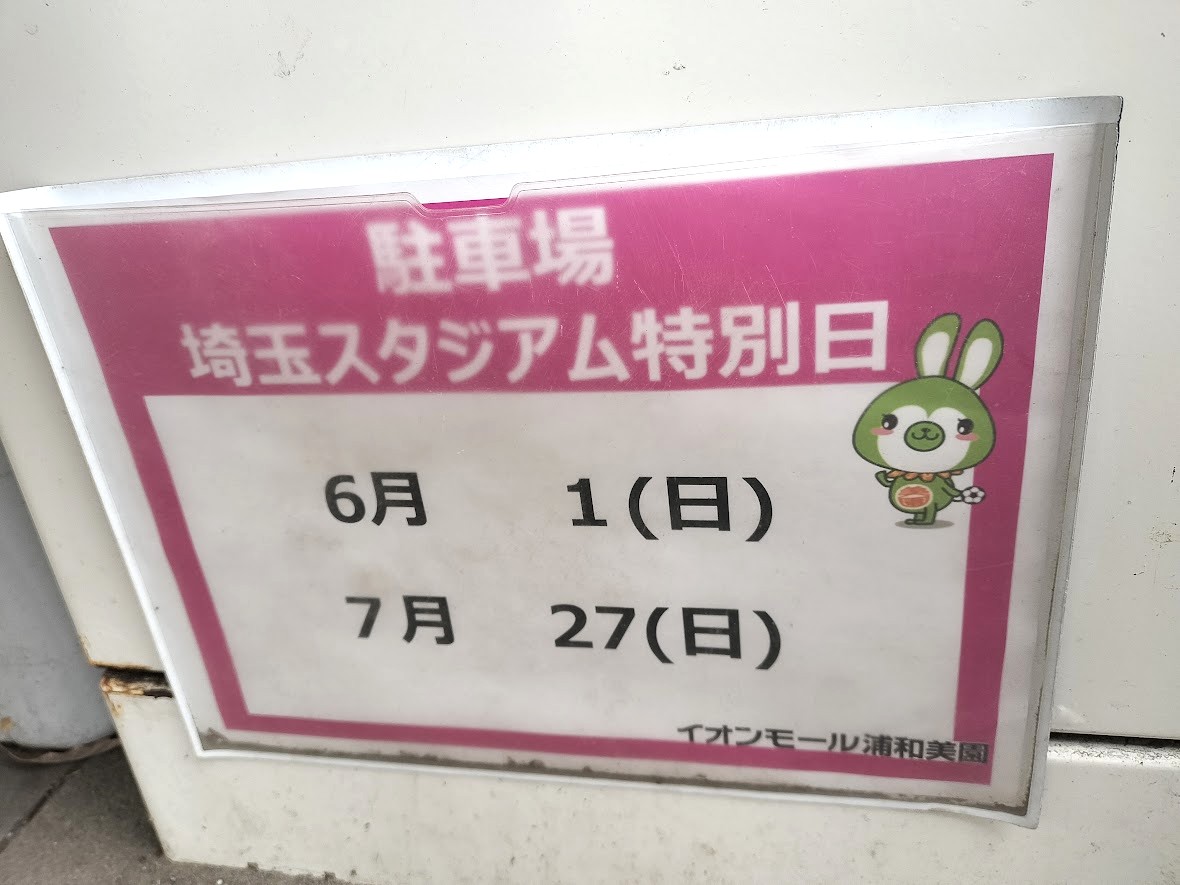 駐車場
埼玉スタジアム特別日
6月 1(日)
7月 27(日)
イオンモール浦和美園